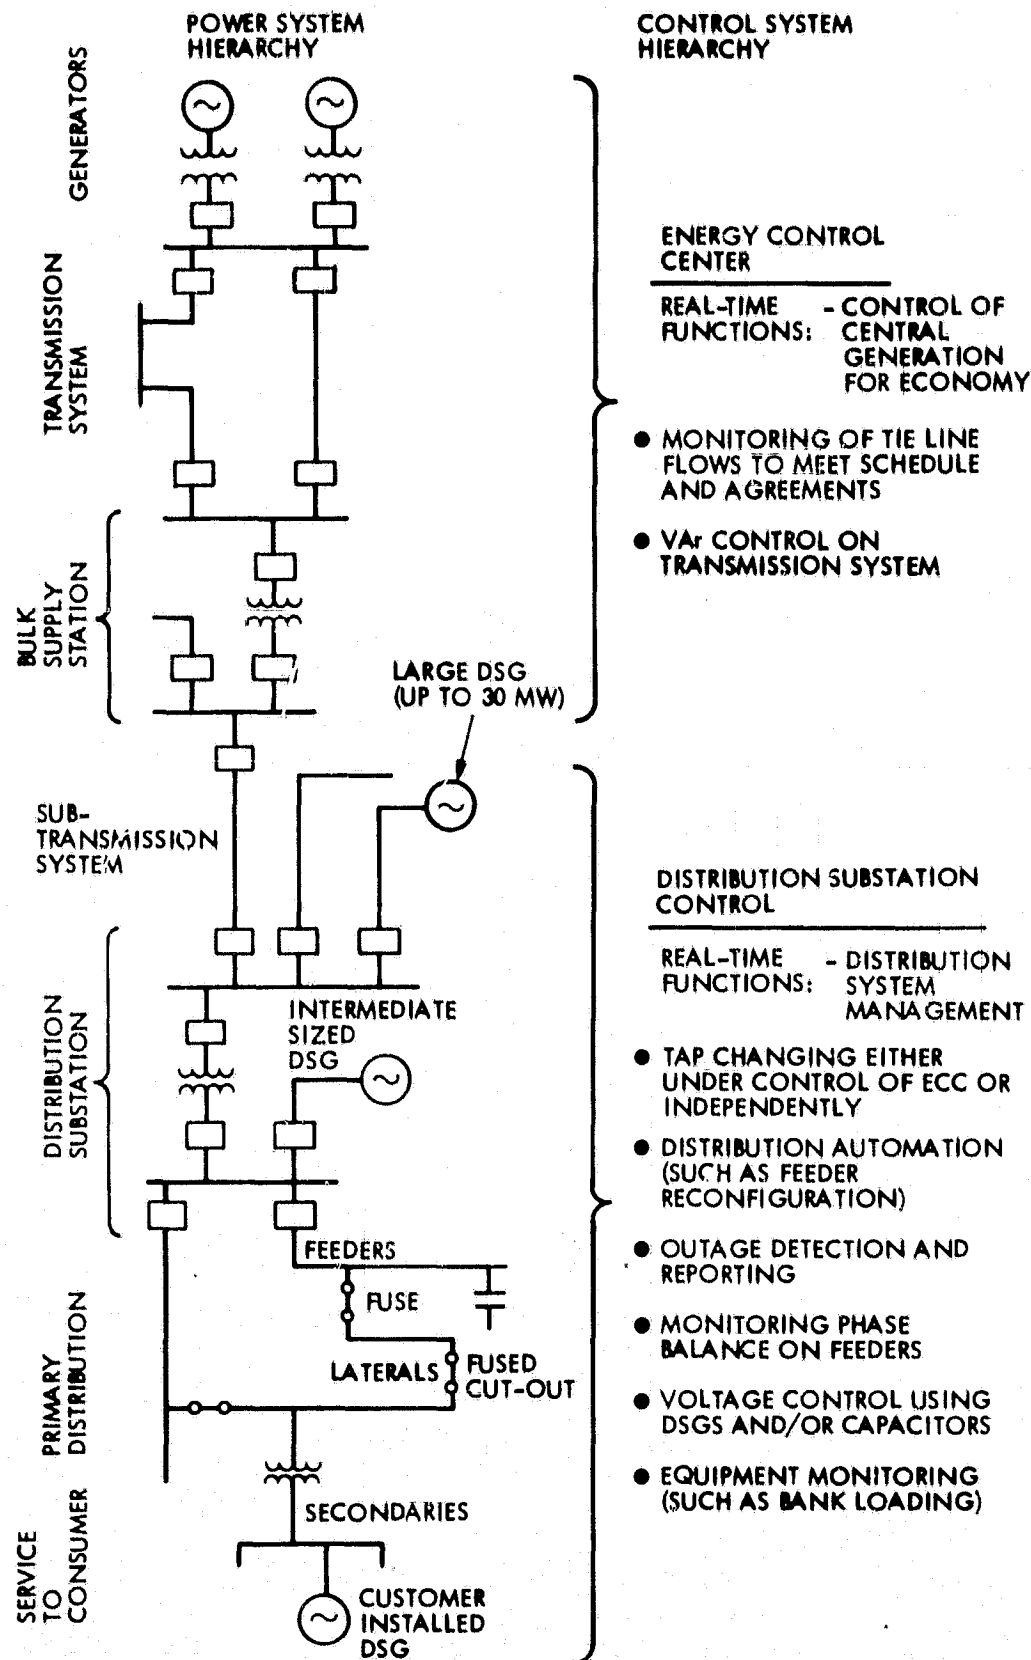 POWER SYSTEM
HIERARCHY
CONTROL SYSTEM
HIERARCHY
GENERATORS
TRANSMISSION
SYSTEM
ENERGY CONTROL
CENTER
REAL-TIME - CONTROL OF
FUNCTIONS: CENTRAL
GENERATION
FOR ECONOMY
● MONITORING OF TIE LINE
FLOWS TO MEET SCHEDULE
AND AGREEMENTS
● VAr CONTROL ON
TRANSMISSION SYSTEM
BULK
SUPPLY
STATION
LARGE DSG
(UP TO 30 MW)
SUB-
TRANSMISSION
SYSTEM
DISTRIBUTION SUBSTATION
CONTROL
REAL-TIME - DISTRIBUTION
FUNCTIONS: SYSTEM
MANAGEMENT
● TAP CHANGING EITHER
UNDER CONTROL OF ECC OR
INDEPENDENTLY
● DISTRIBUTION AUTOMATION
(SUCH AS FEEDER
RECONFIGURATION)
● OUTAGE DETECTION AND
REPORTING
● MONITORING PHASE
BALANCE ON FEEDERS
● VOLTAGE CONTROL USING
DSGS AND/OR CAPACITORS
● EQUIPMENT MONITORING
(SUCH AS BANK LOADING)
DISTRIBUTION
SUBSTATION
INTERMEDIATE
SIZED
DSG
FEEDERS
FUSE
LATERALS
FUSED
CUT-OUT
PRIMARY
DISTRIBUTION
SECONDARIES
SERVICE
TO
CONSUMER
CUSTOMER
INSTALLED
DSG